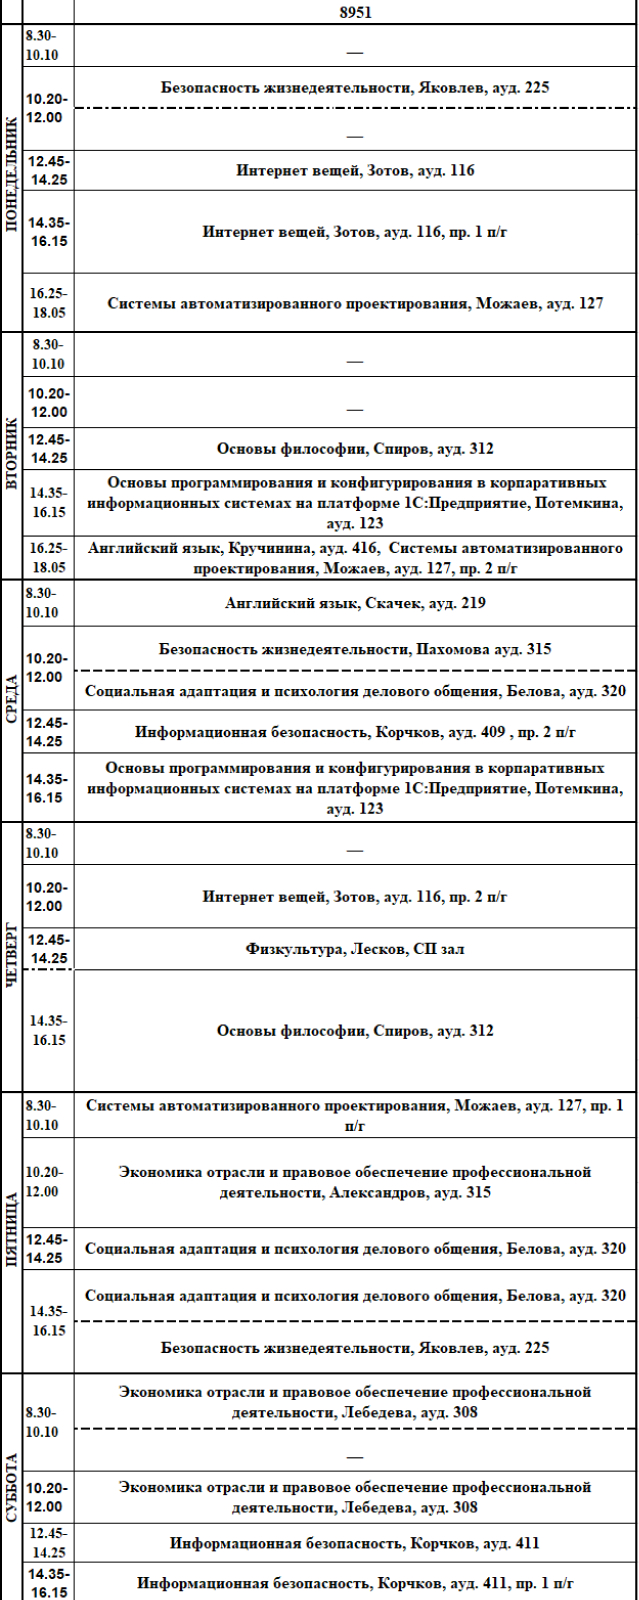 8951
ПОНЕДЕЛЬНИК
8.30-
10.10
—
10.20-
12.00
Безопасность жизнедеятельности, Яковлев, ауд. 225
—
12.45-
14.25
Интернет вещей, Зотов, ауд. 116
14.35-
16.15
Интернет вещей, Зотов, ауд. 116, пр. 1 п/г
16.25-
18.05
Системы автоматизированного проектирования, Можаев, ауд. 127
ВТОРНИК
8.30-
10.10
—
10.20-
12.00
—
12.45-
14.25
Основы философии, Спиров, ауд. 312
14.35-
16.15
Основы программирования и конфигурирования в корпаративных
информационных системах на платформе 1С:Предприятие, Потемкина,
ауд. 123
16.25-
18.05
Английский язык, Кручинина, ауд. 416, Системы автоматизированного
проектирования, Можаев, ауд. 127, пр. 2 п/г
СРЕДА
8.30-
10.10
Английский язык, Скачек, ауд. 219
10.20-
12.00
Безопасность жизнедеятельности, Пахомова ауд. 315
Социальная адаптация и психология делового общения, Белова, ауд. 320
12.45-
14.25
Информационная безопасность, Корчков, ауд. 409 , пр. 2 п/г
14.35-
16.15
Основы программирования и конфигурирования в корпаративных
информационных системах на платформе 1С:Предприятие, Потемкина,
ауд. 123
ЧЕТВЕРГ
8.30-
10.10
—
10.20-
12.00
Интернет вещей, Зотов, ауд. 116, пр. 2 п/г
12.45-
14.25
Физкультура, Лесков, СП зал
14.35-
16.15
Основы философии, Спиров, ауд. 312
ПЯТНИЦА
8.30-
10.10
Системы автоматизированного проектирования, Можаев, ауд. 127, пр. 1
п/г
10.20-
12.00
Экономика отрасли и правовое обеспечение профессиональной
деятельности, Александров, ауд. 315
12.45-
14.25
Социальная адаптация и психология делового общения, Белова, ауд. 320
14.35-
16.15
Социальная адаптация и психология делового общения, Белова, ауд. 320
Безопасность жизнедеятельности, Яковлев, ауд. 225
СУББОТА
8.30-
10.10
Экономика отрасли и правовое обеспечение профессиональной
деятельности, Лебедева, ауд. 308
—
10.20-
12.00
Экономика отрасли и правовое обеспечение профессиональной
деятельности, Лебедева, ауд. 308
12.45-
14.25
Информационная безопасность, Корчков, ауд. 411
14.35-
16.15
Информационная безопасность, Корчков, ауд. 411, пр. 1 п/г